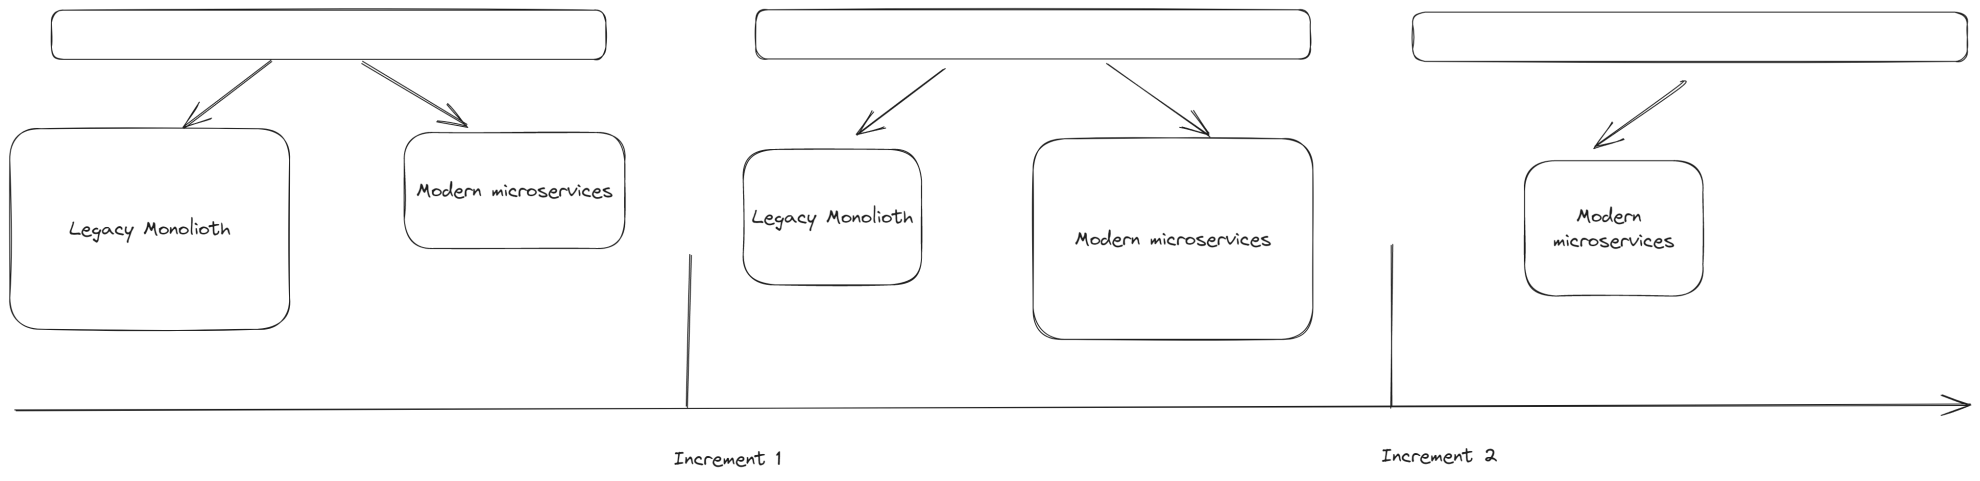 Legacy Monolioth
Modern microservices
Legacy Monolioth
Modern microservices
Modern
microservices
Increment 1
Increment 2